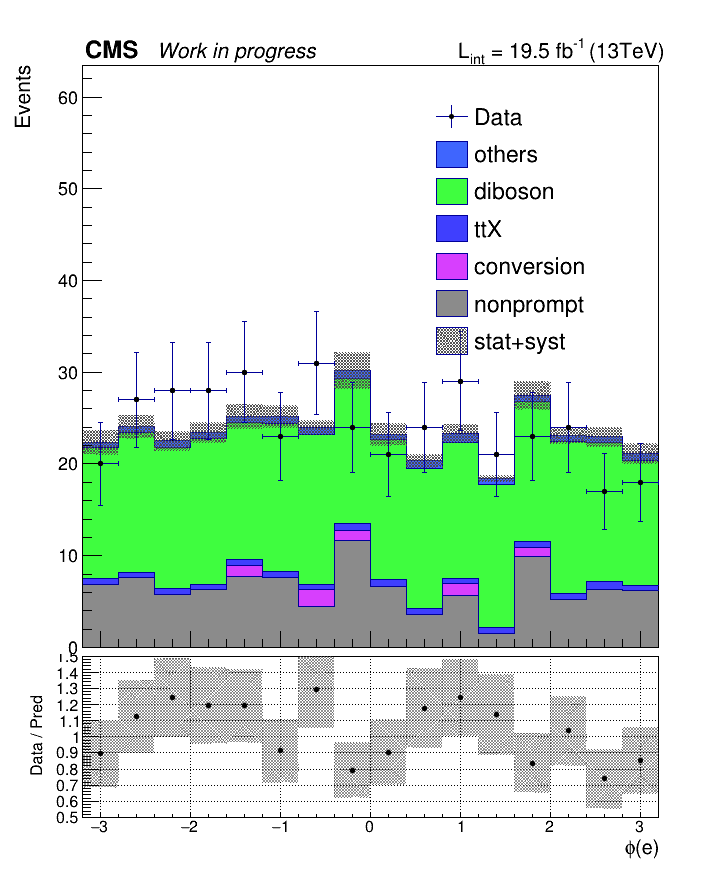 CMS Work in progress L_int = 19.5 fb⁻¹ (13TeV)
Events
60
50
40
30
20
10
0
Data
others
diboson
ttX
conversion
nonprompt
stat+syst
Data / Pred
1.5
1.4
1.3
1.2
1.1
1
0.9
0.8
0.7
0.6
0.5
−3 −2 −1 0 1 2 3
ϕ(e)